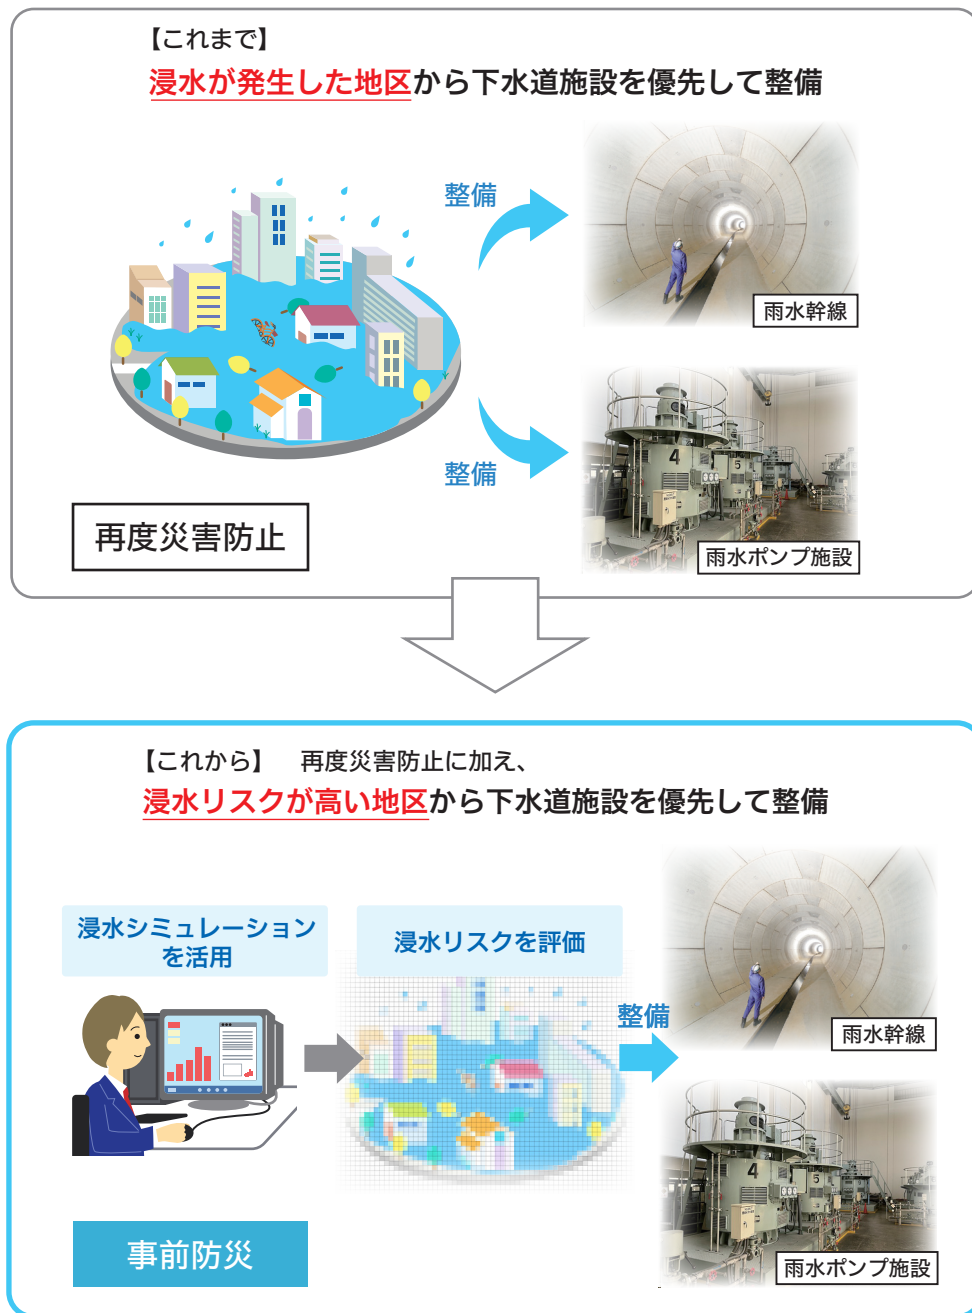 【これまで】
浸水が発生した地区から下水道施設を優先して整備
整備
雨水幹線
整備
4
5
雨水ポンプ施設
再度災害防止
【これから】 再度災害防止に加え、
浸水リスクが高い地区から下水道施設を優先して整備
浸水シミュレーション
を活用
浸水リスクを評価
整備
雨水幹線
4
5
雨水ポンプ施設
事前防災